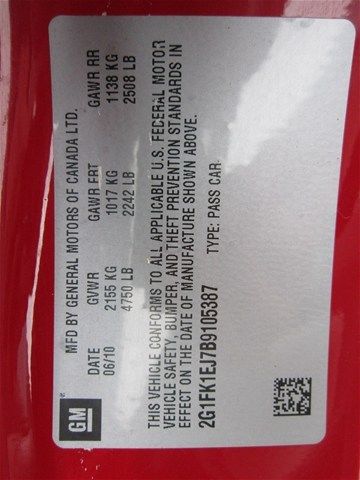 GM
MFD BY GENERAL MOTORS OF CANADA LTD.
DATE GVWR GAWR FRT GAWR RR
06/10 2155 KG 1017 KG 1138 KG
4750 LB 2242 LB 2508 LB
THIS VEHICLE CONFORMS TO ALL APPLICABLE U.S. FEDERAL MOTOR
VEHICLE SAFETY, BUMPER, AND THEFT PREVENTION STANDARDS IN
EFFECT ON THE DATE OF MANUFACTURE SHOWN ABOVE.
2G1FK1EJ7B9105387 TYPE: PASS CAR